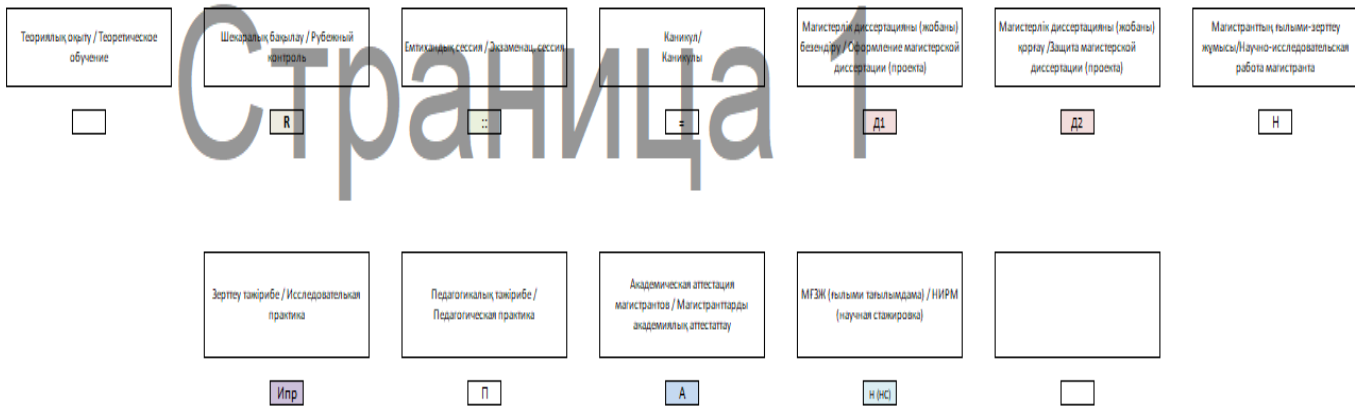 Страница 1
Теориялық оқыту / Теоретическое
обучение
Шекаралық бақылау / Рубежный
контроль
Емтихандық сессия / Экзаменац. сессия
Каникул/
Каникулы
Магистерлік диссертацияны (жобаны)
безендіру / Оформление магистерской
диссертации (проекта)
Магистерлік диссертацияны (жобаны)
қорғау /Защита магистерской
диссертации (проекта)
Магистранттың ғылыми-зерттеу
жұмысы/Научно-исследовательская
работа магистранта
R
::
=
Д1
Д2
Н
Зерттеу тәжірибе / Исследователькая
практика
Педагогикалық тәжірибе /
Педагогическая практика
Академическая аттестация
магистрантов / Магистранттарды
академиялық аттестаттау
МҒЗЖ (ғылыми тағылымдама) / НИРМ
(научная стажировка)
Ипр
П
А
н (нс)